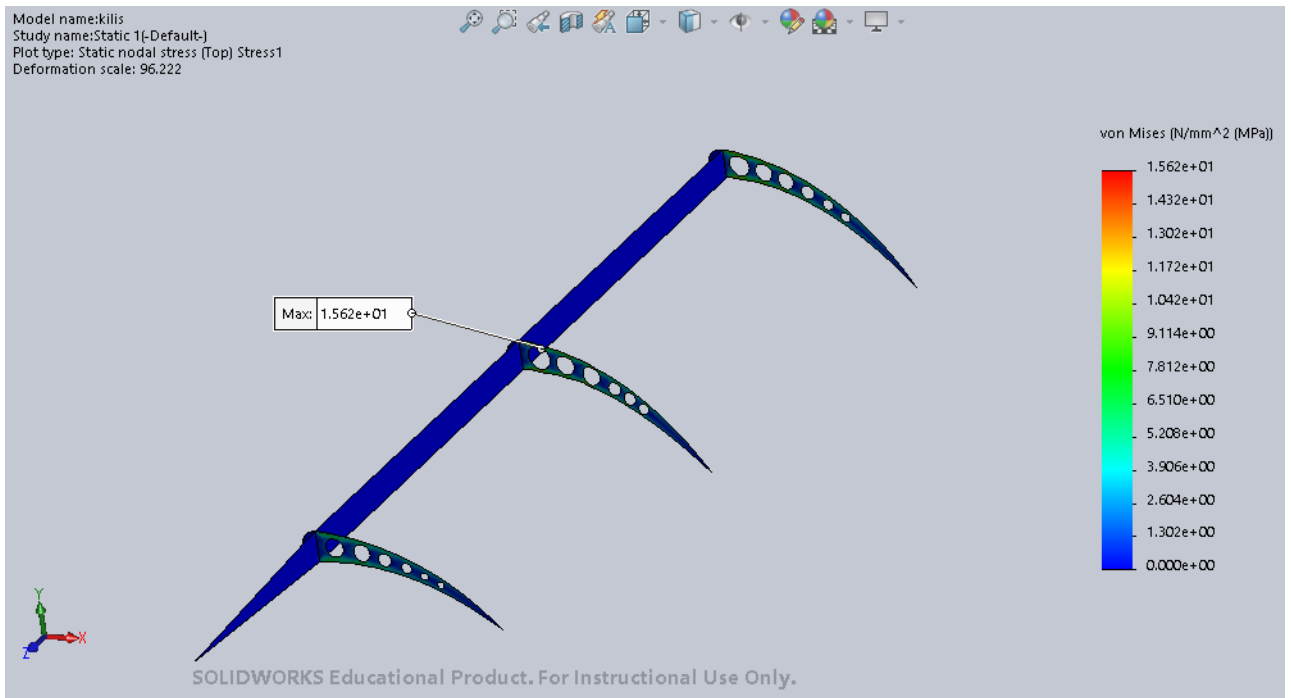 Model name:kilis
Study name:Static 1(-Default-)
Plot type: Static nodal stress (Top) Stress1
Deformation scale: 96.222
von Mises (N/mm^2 (MPa))
1.562e+01
1.432e+01
1.302e+01
1.172e+01
1.042e+01
9.114e+00
7.812e+00
6.510e+00
5.208e+00
3.906e+00
2.604e+00
1.302e+00
0.000e+00
Max: 1.562e+01
Y
X
Z
SOLIDWORKS Educational Product. For Instructional Use Only.